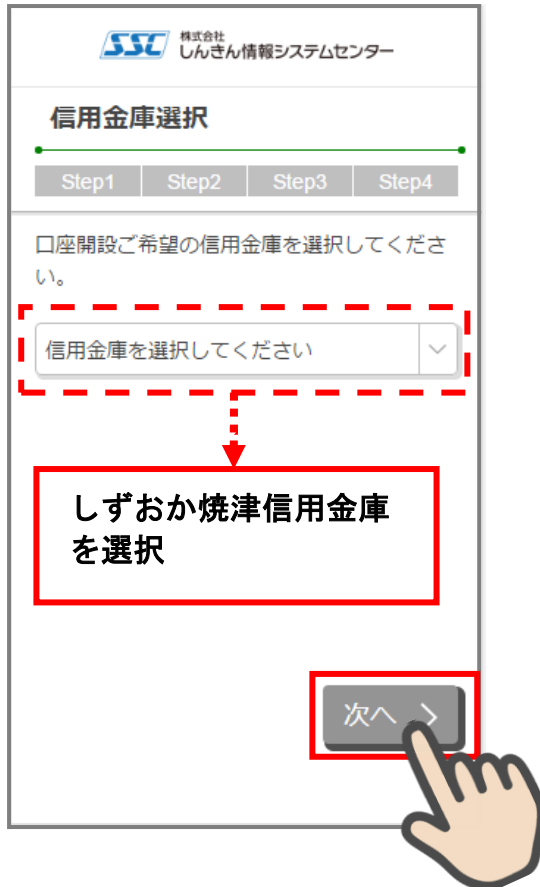 SSC 株式会社
しんきん情報システムセンター
信用金庫選択
Step1 Step2 Step3 Step4
口座開設ご希望の信用金庫を選択してくださ
い。
信用金庫を選択してください
しずおか焼津信用金庫
を選択
次へ